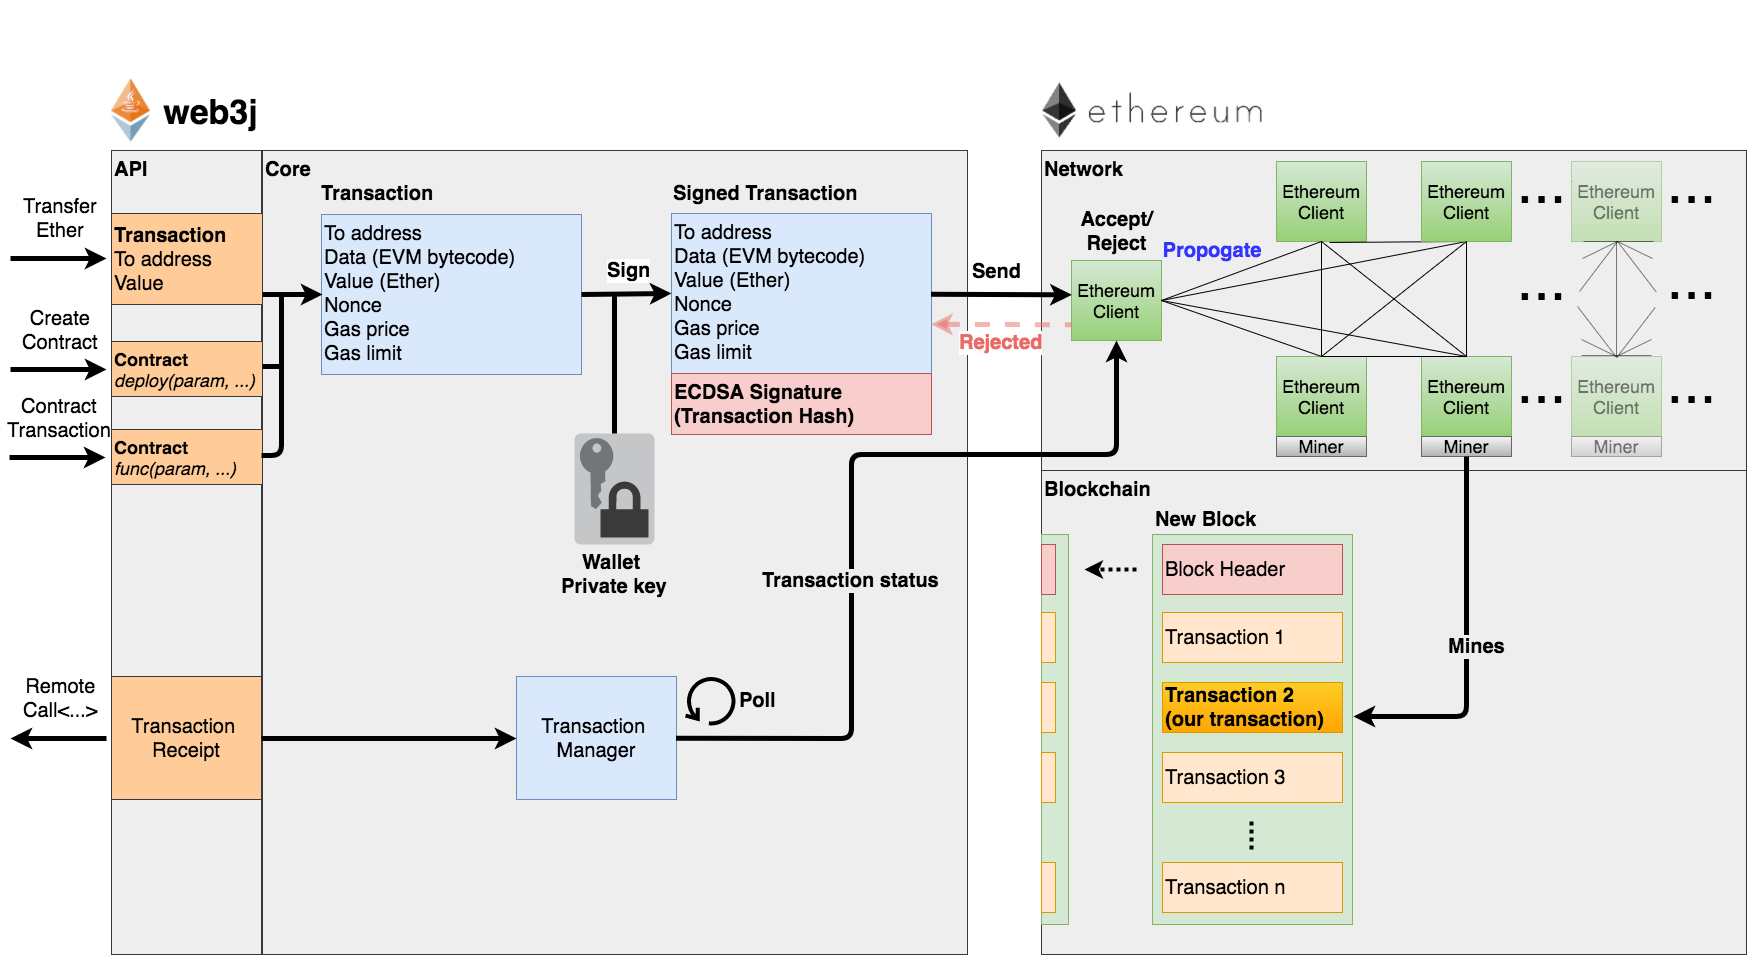 web3j
ethereum
API
Core
Network
Transfer
Ether
Transaction
To address
Value
Create
Contract
Contract
deploy(param, ...)
Contract
Transaction
Contract
func(param, ...)
Transaction
To address
Data (EVM bytecode)
Value (Ether)
Nonce
Gas price
Gas limit
Sign
Wallet
Private key
Signed Transaction
To address
Data (EVM bytecode)
Value (Ether)
Nonce
Gas price
Gas limit
ECDSA Signature
(Transaction Hash)
Send
Rejected
Accept/
Reject
Propogate
Ethereum
Client
Ethereum
Client
Ethereum
Client
Ethereum
Client
Ethereum
Client
Miner
Ethereum
Client
Miner
Ethereum
Client
Miner
Transaction status
Remote
Call<...>
Transaction
Receipt
Transaction
Manager
Poll
Blockchain
New Block
Block Header
Transaction 1
Transaction 2
(our transaction)
Transaction 3
Transaction n
Mines